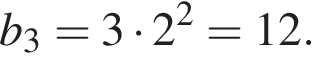 b₃ = 3 · 2² = 12.